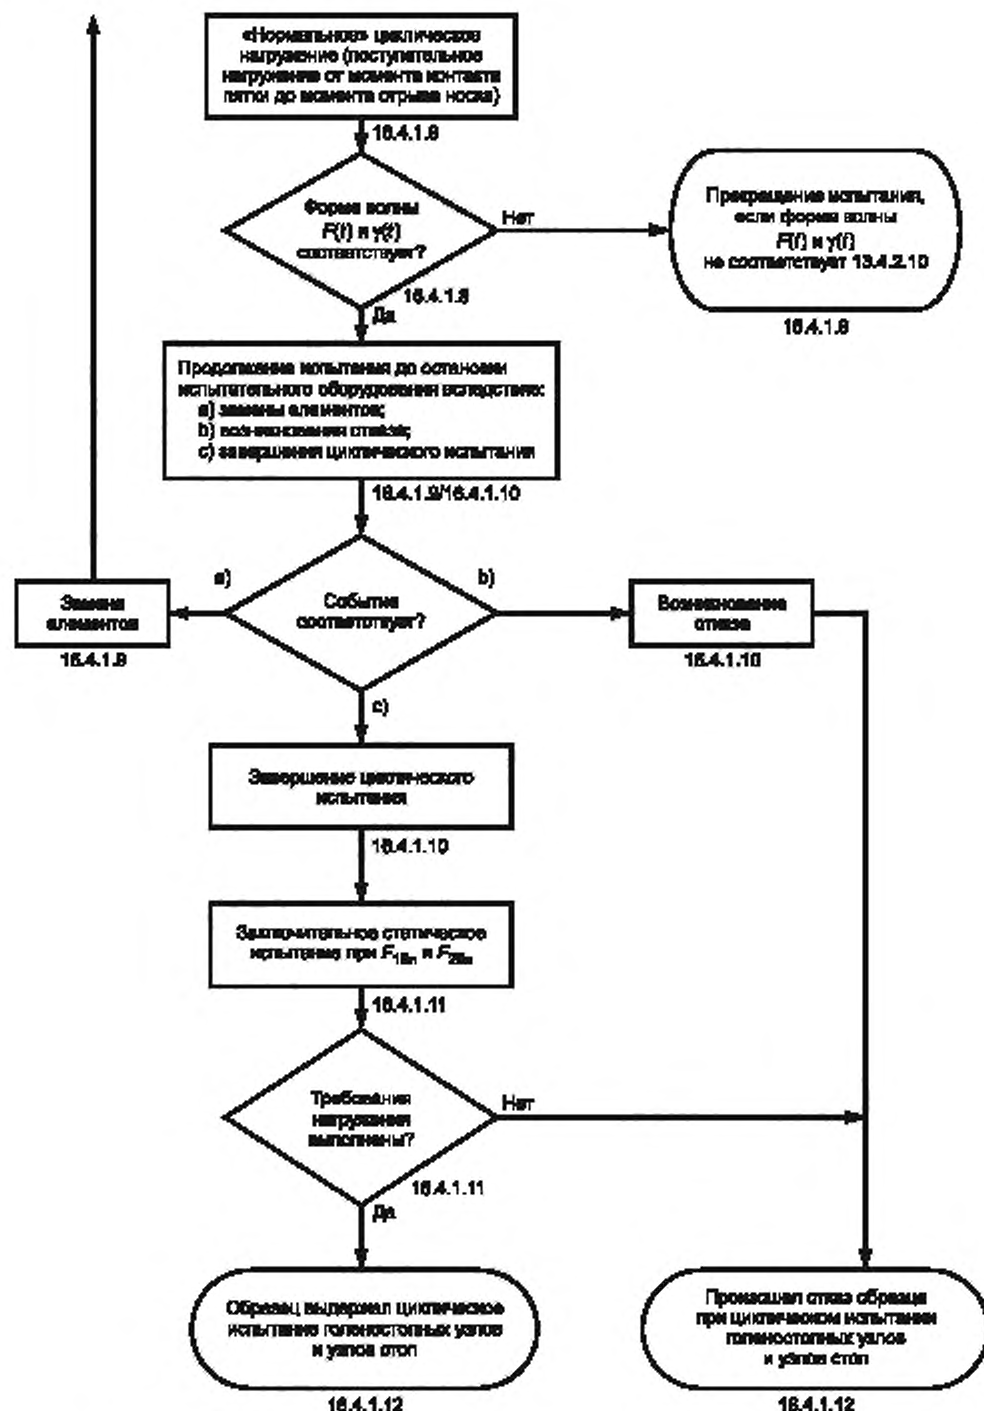 «Нормальное» циклическое
нагружение (поступательное
нагружение от момента контакта
пятки до момента отрыва носка)
16.4.1.8
Форма волны
F(t) и γ(t)
соответствует?
Нет
Прекращение испытания,
если форма волны
F(t) и γ(t)
не соответствует 13.4.2.10
16.4.1.8
16.4.1.8
Да
Продолжение испытания до остановки
испытательного оборудования вследствие:
a) замены элементов;
b) возникновения отказа;
c) завершения циклического испытания
16.4.1.9/16.4.1.10
a)
b)
Замена
элементов
Событие
соответствует?
Возникновение
отказа
16.4.1.9
16.4.1.10
c)
Завершение циклического
испытания
16.4.1.10
Заключительное статическое
испытание при
16.4.1.11
Требования
нагружения
выполнены?
Нет
16.4.1.11
Да
Образец выдержал циклическое
испытание голеностопных узлов
и узлов стоп
16.4.1.12
Произошел отказ образца
при циклическом испытании
голеностопных узлов
и узлов стоп
16.4.1.12